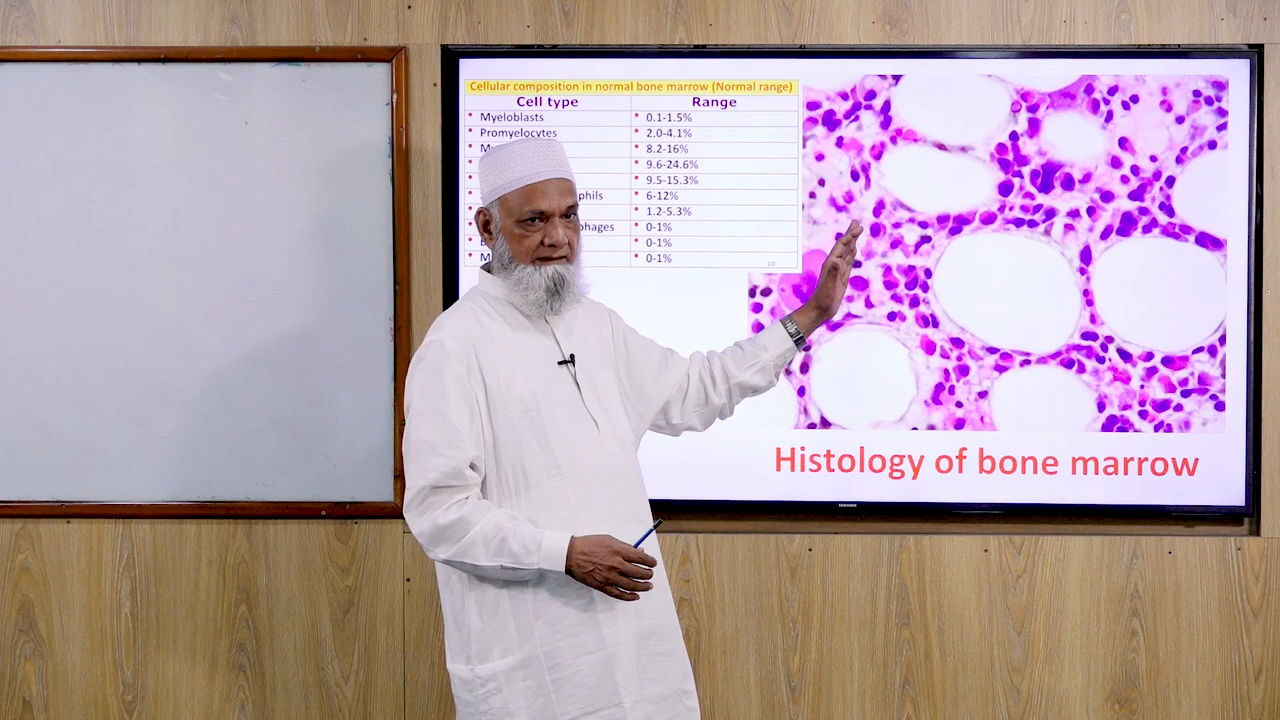 Cellular composition in normal bone marrow (Normal range)
Cell type Range
Myeloblasts 0.1-1.5%
Promyelocytes 2.0-4.1%
8.2-16%
9.6-24.6%
9.5-15.3%
phils 6-12%
1.2-5.3%
phages 0-1%
0-1%
0-1%
Histology of bone marrow
SAMSUNG